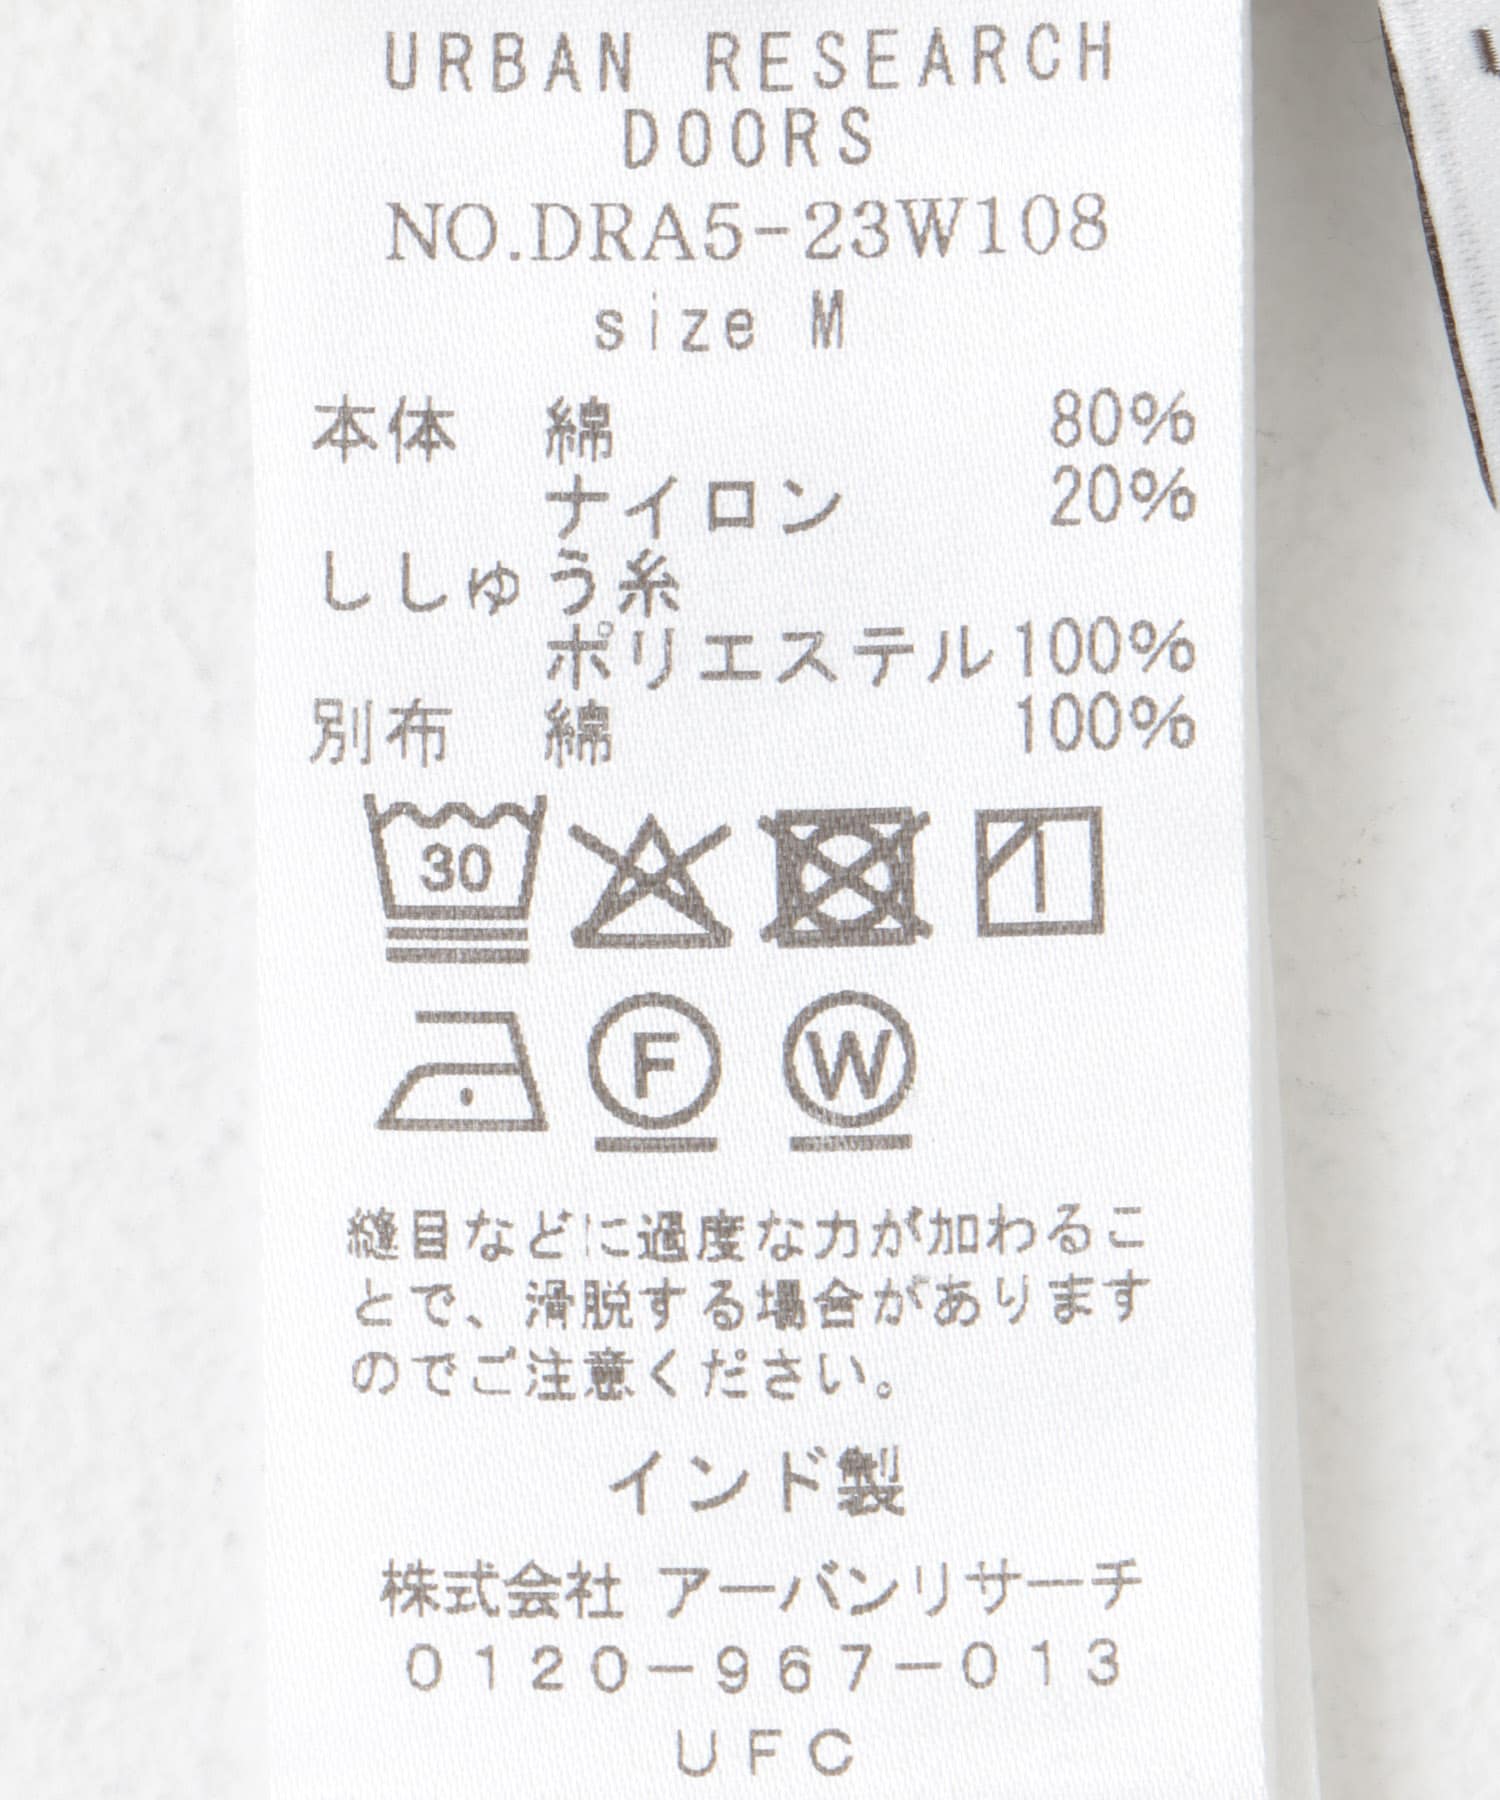 URBAN RESEARCH
DOORS
NO.DRA5-23W108
size M
本体 綿 80%
ナイロン 20%
ししゅう糸
ポリエステル100%
別布 綿 100%
30
F W
縫目などに過度な力が加わるこ
とで、滑脱する場合があります
のでご注意ください。
インド製
株式会社 アーバンリサーチ
0120-967-013
UFC